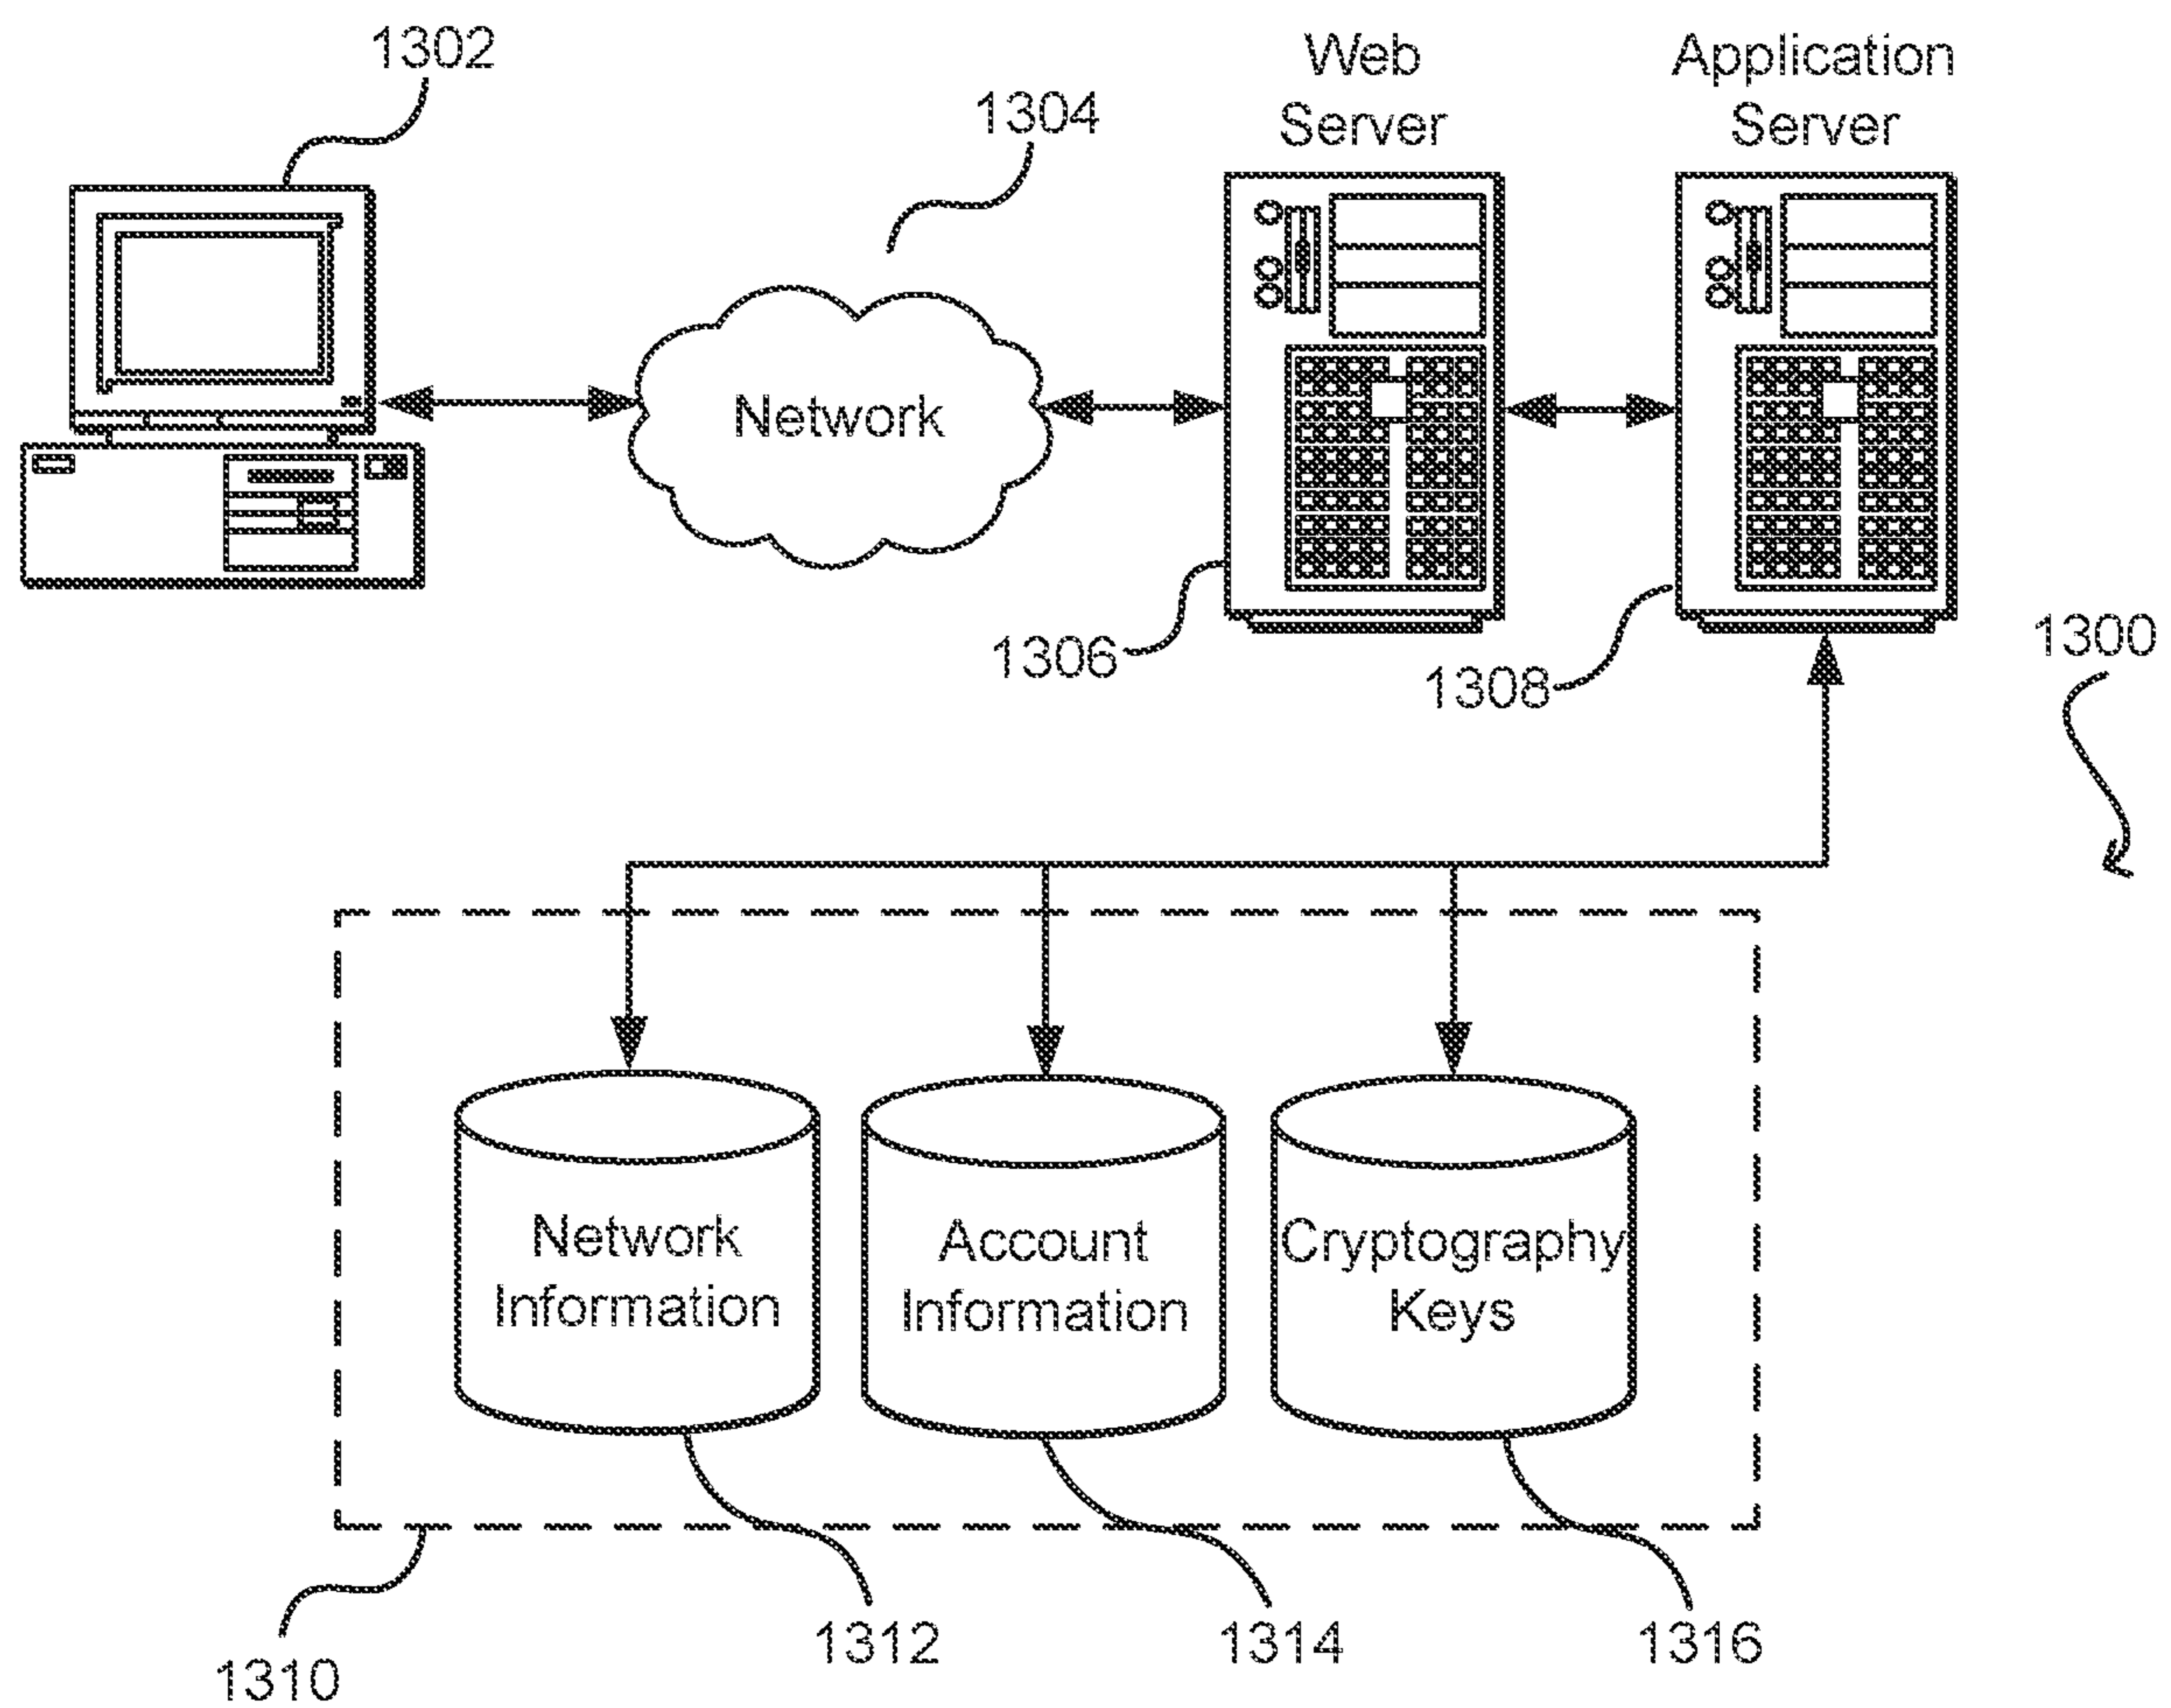 1302
1304
Web
Server
Application
Server
Network
1306
1308
1300
Network
Information
Account
Information
Cryptography
Keys
1310
1312
1314
1316